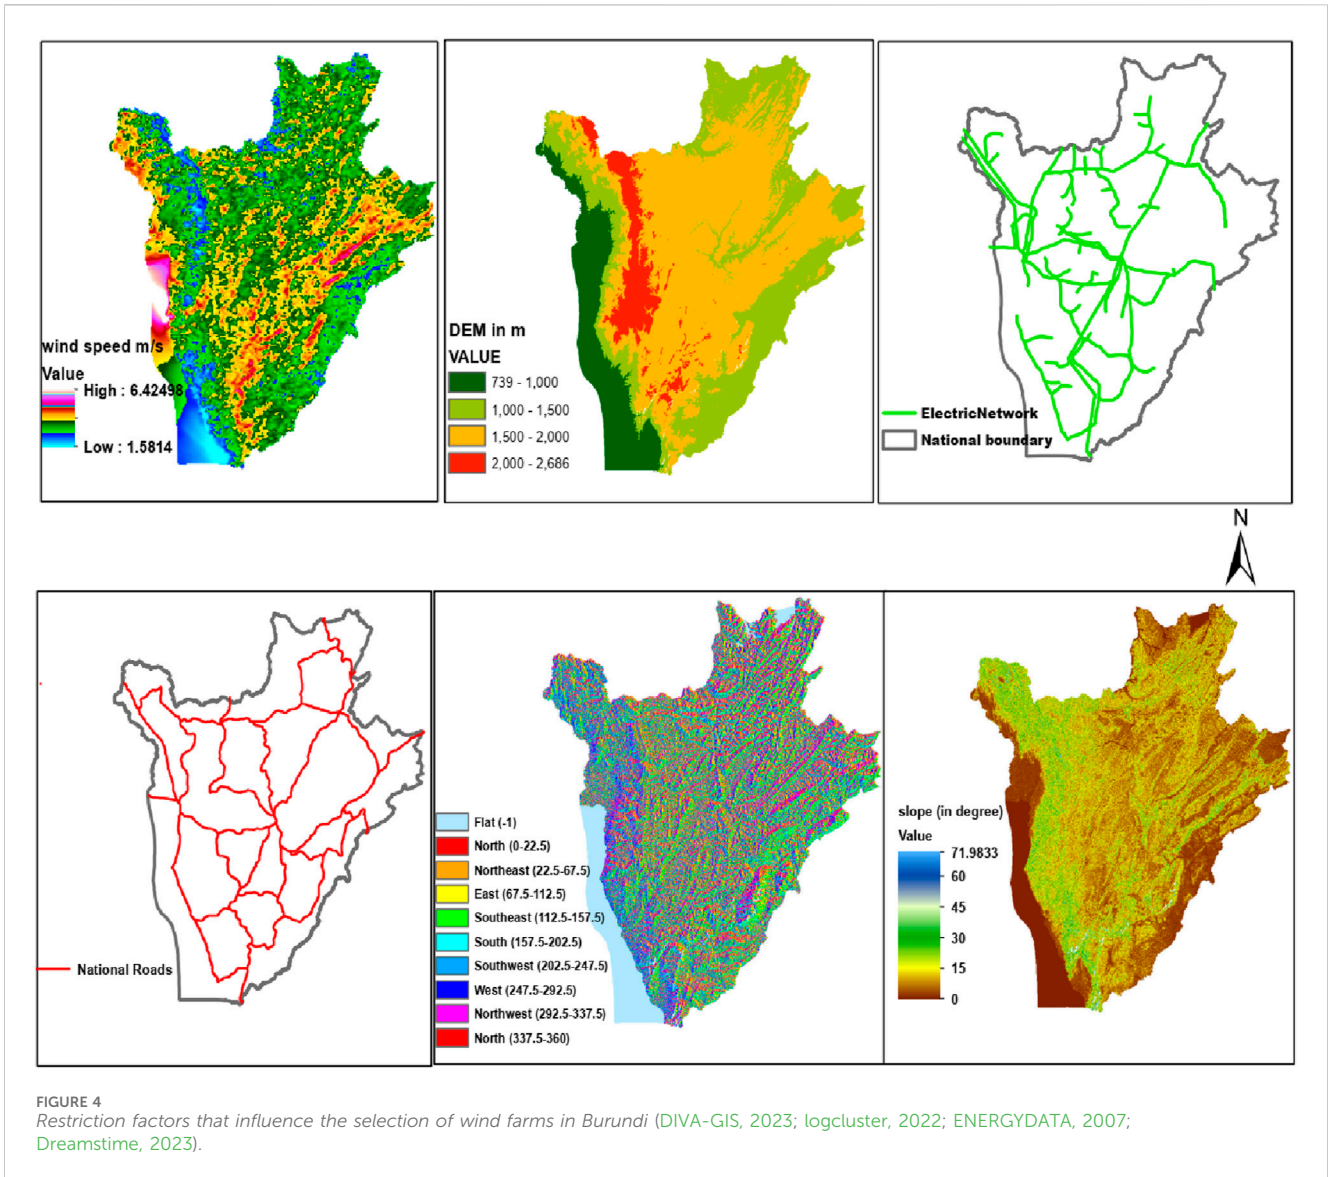 wind speed m/s
Value
High : 6.42498
Low : 1.5814
DEM in m
VALUE
739 - 1,000
1,000 - 1,500
1,500 - 2,000
2,000 - 2,686
ElectricNetwork
National boundary
N
National Roads
Flat (-1)
North (0-22.5)
Northeast (22.5-67.5)
East (67.5-112.5)
Southeast (112.5-157.5)
South (157.5-202.5)
Southwest (202.5-247.5)
West (247.5-292.5)
Northwest (292.5-337.5)
North (337.5-360)
slope (in degree)
Value
71.9833
60
45
30
15
0
FIGURE 4
Restriction factors that influence the selection of wind farms in Burundi (DIVA-GIS, 2023; logcluster, 2022; ENERGYDATA, 2007;
Dreamstime, 2023).